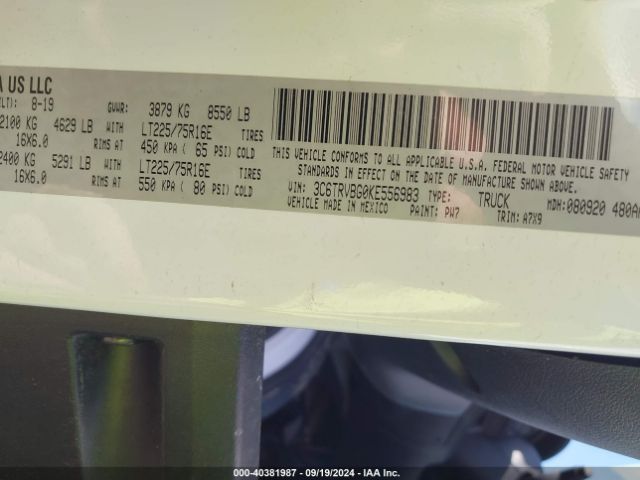 A US LLC
LT): 8-19 GVWR: 3879 KG 8550 LB
2100 KG 4629 LB WITH LT225/75R16E TIRES
16X6.0 RIMS AT 450 KPA ( 65 PSI) COLD
2400 KG 5291 LB WITH LT225/75R16E TIRES
16X6.0 RIMS AT 550 KPA ( 80 PSI) COLD
THIS VEHICLE CONFORMS TO ALL APPLICABLE U.S.A. FEDERAL MOTOR VEHICLE SAFETY
STANDARDS IN EFFECT ON THE DATE OF MANUFACTURE SHOWN ABOVE.
VIN: 3C6TRVBG0KE556983 TYPE: TRUCK MDH: 080920 480A
VEHICLE MADE IN MEXICO PAINT: PW7 TRIM: A7X9
000-40381987 - 09/19/2024 - IAA Inc.